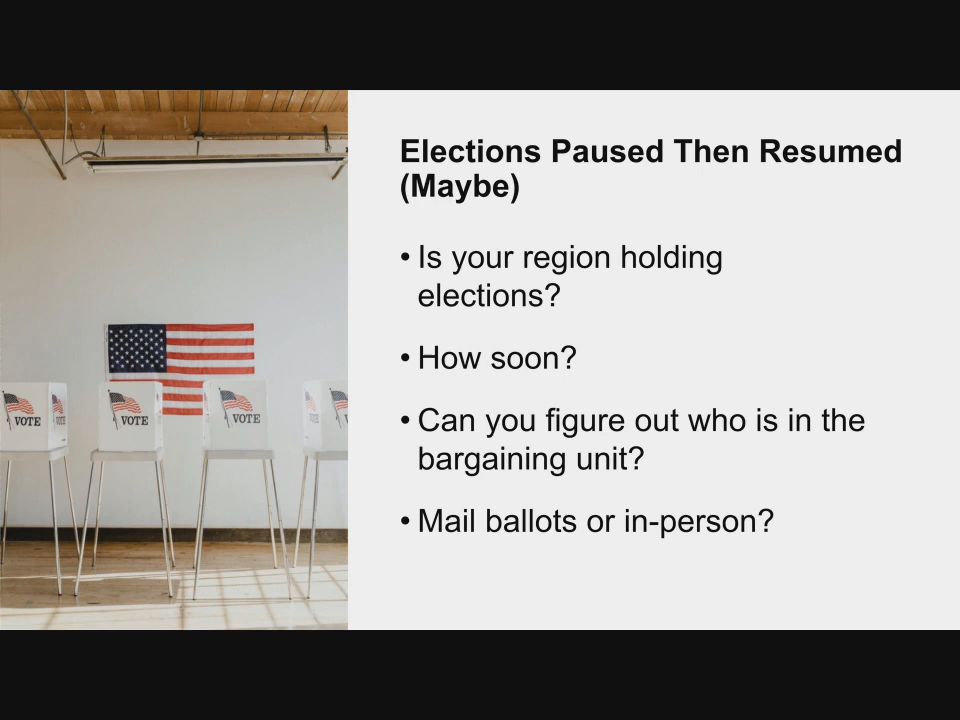 Elections Paused Then Resumed
(Maybe)
• Is your region holding
elections?
• How soon?
• Can you figure out who is in the
bargaining unit?
• Mail ballots or in-person?
VOTE
VOTE
VOTE